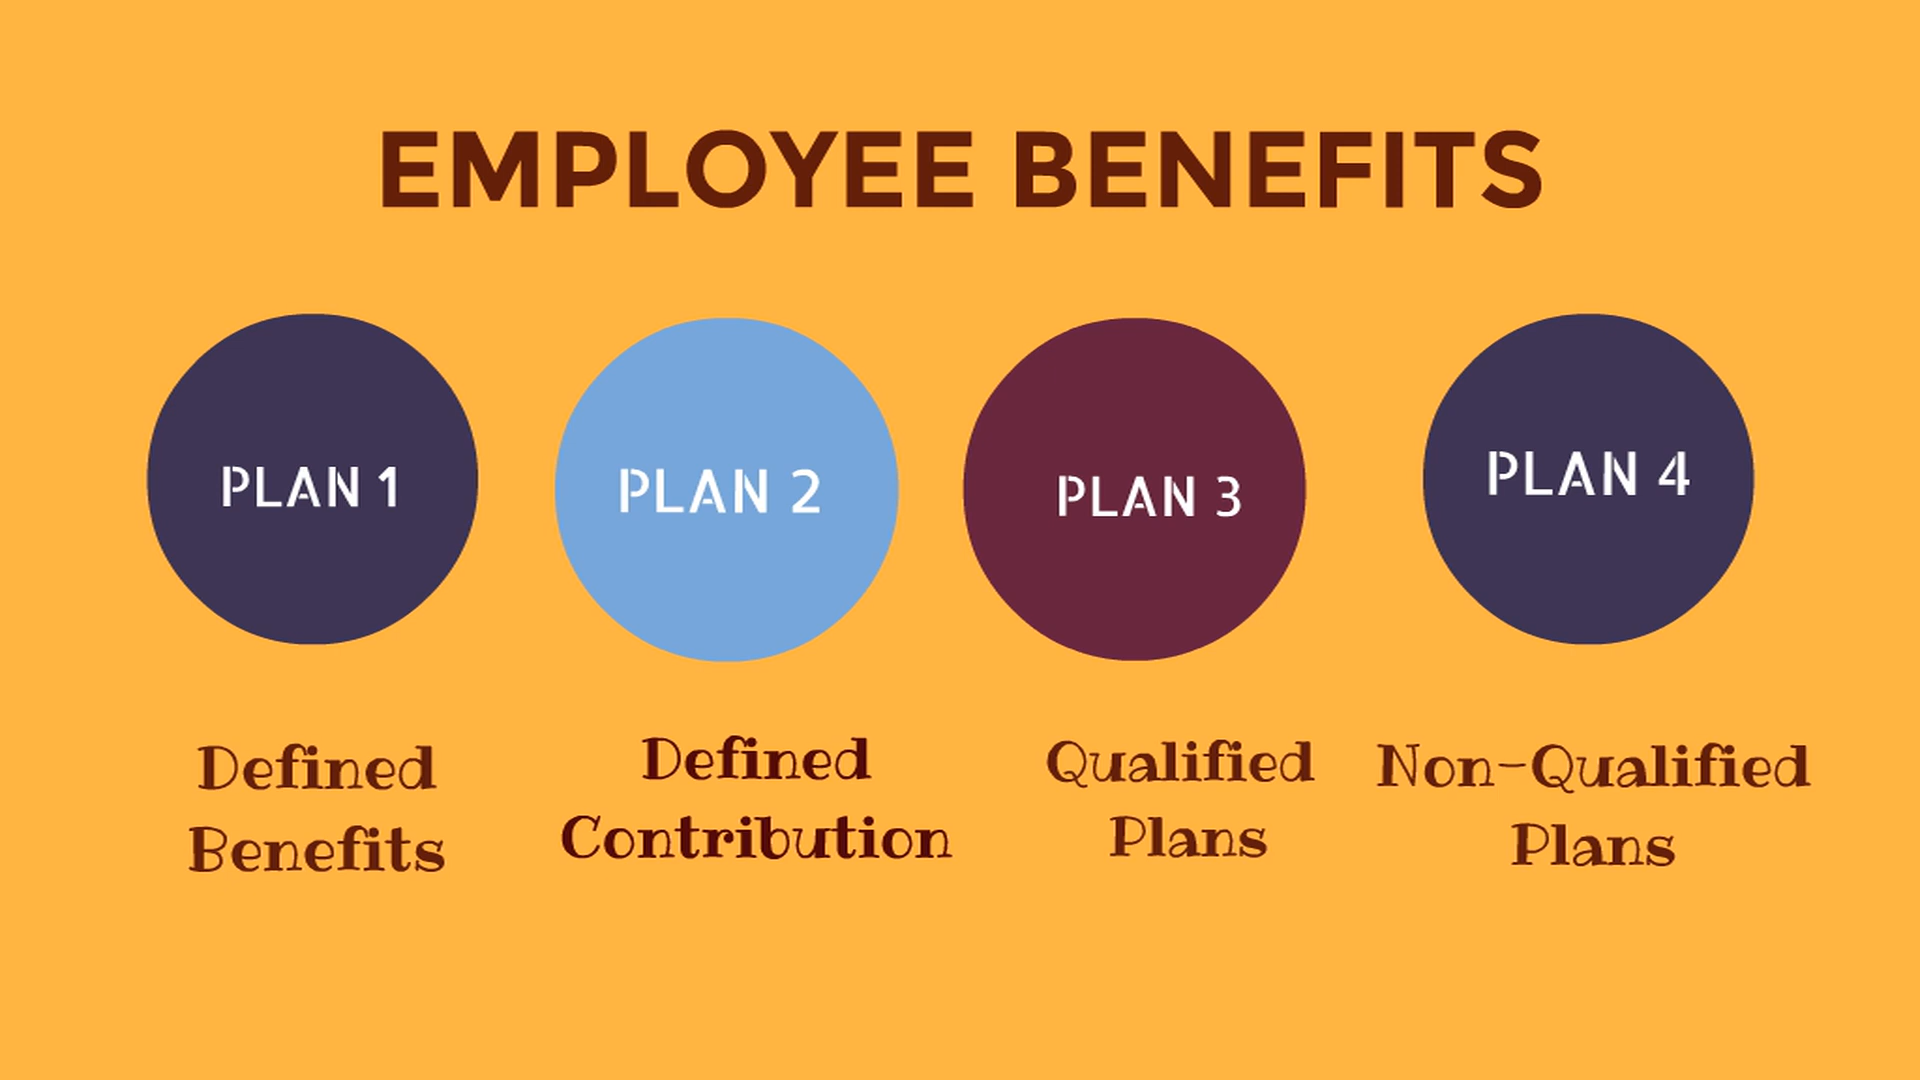 EMPLOYEE BENEFITS
PLAN 1
PLAN 2
PLAN 3
PLAN 4
Defined
Benefits
Defined
Contribution
Qualified
Plans
Non-Qualified
Plans